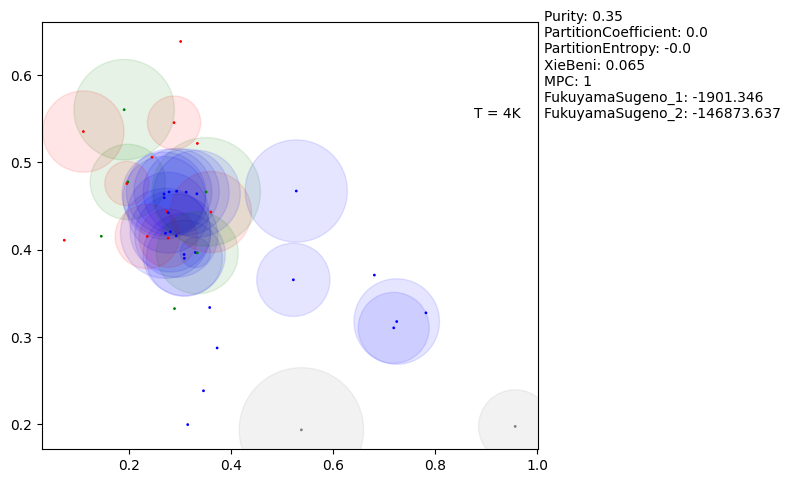 Purity: 0.35
PartitionCoefficient: 0.0
PartitionEntropy: -0.0
XieBeni: 0.065
MPC: 1
FukuyamaSugeno_1: -1901.346
FukuyamaSugeno_2: -146873.637
T = 4K
0.6
0.5
0.4
0.3
0.2
0.2 0.4 0.6 0.8 1.0